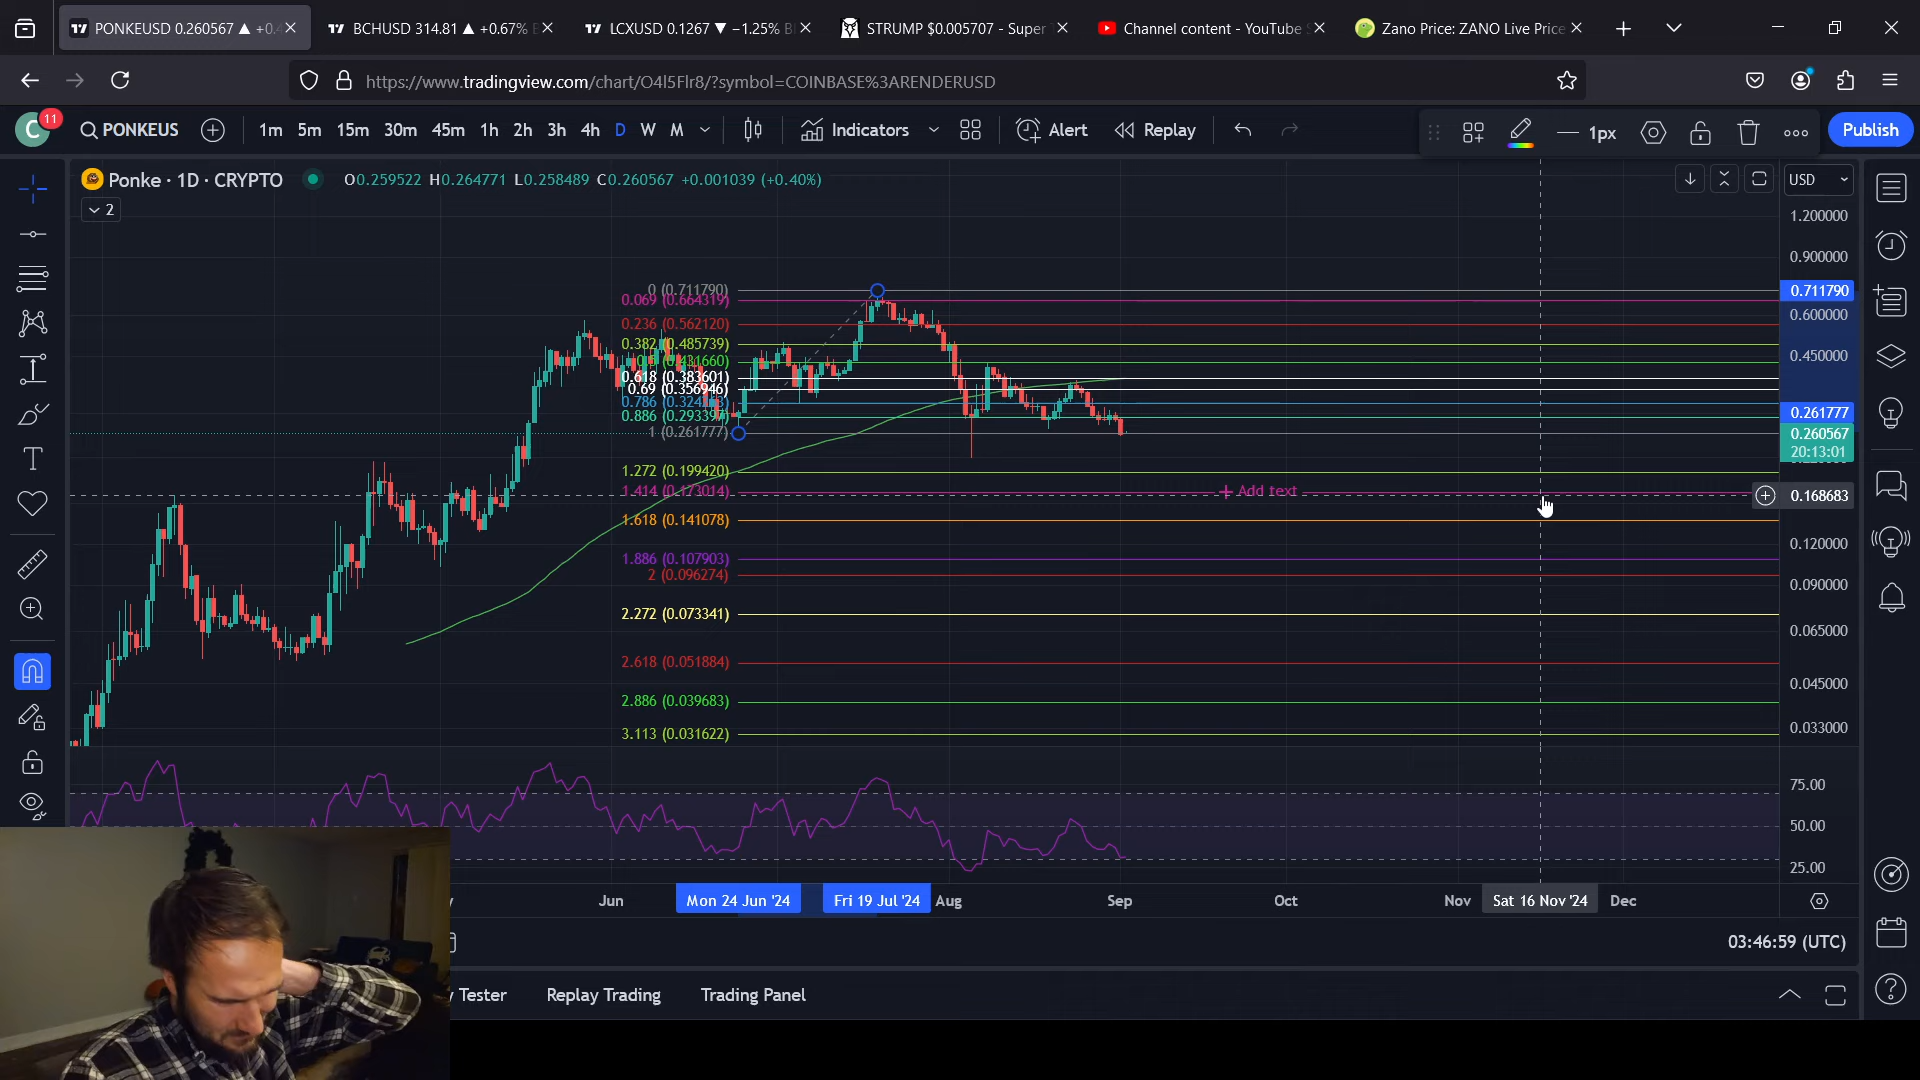 PONKEUSD 0.260567 ▲ +0.4
BCHUSD 314.81 ▲ +0.67% B
LCXUSD 0.1267 ▼ −1.25% B
STRUMP $0.005707 - Super
Channel content - YouTube
Zano Price: ZANO Live Price
https://www.tradingview.com/chart/O4l5Flr8/?symbol=COINBASE%3ARENDERUSD
C 11 PONKEUS 1m 5m 15m 30m 45m 1h 2h 3h 4h D W M Indicators Alert Replay 1px Publish
Ponke · 1D · CRYPTO O0.259522 H0.264771 L0.258489 C0.260567 +0.001039 (+0.40%)
USD
2
1.200000
0.900000
0 (0.711790)
0.711790
0.069 (0.664319)
0.600000
0.236 (0.562120)
0.382 (0.485739)
0.450000
0.618 (0.383601)
0.69 (0.356946)
0.886 (0.293397)
0.261777
1 (0.261777)
0.260567
20:13:01
1.272 (0.199420)
1.414 (0.173014)
Add text
0.168683
1.618 (0.141078)
0.120000
1.886 (0.107903)
2 (0.096274)
0.090000
2.272 (0.073341)
0.065000
2.618 (0.051884)
0.045000
2.886 (0.039683)
3.113 (0.031622)
0.033000
75.00
50.00
25.00
Jun Mon 24 Jun '24 Fri 19 Jul '24 Aug Sep Oct Nov Sat 16 Nov '24 Dec
03:46:59 (UTC)
y Tester Replay Trading Trading Panel